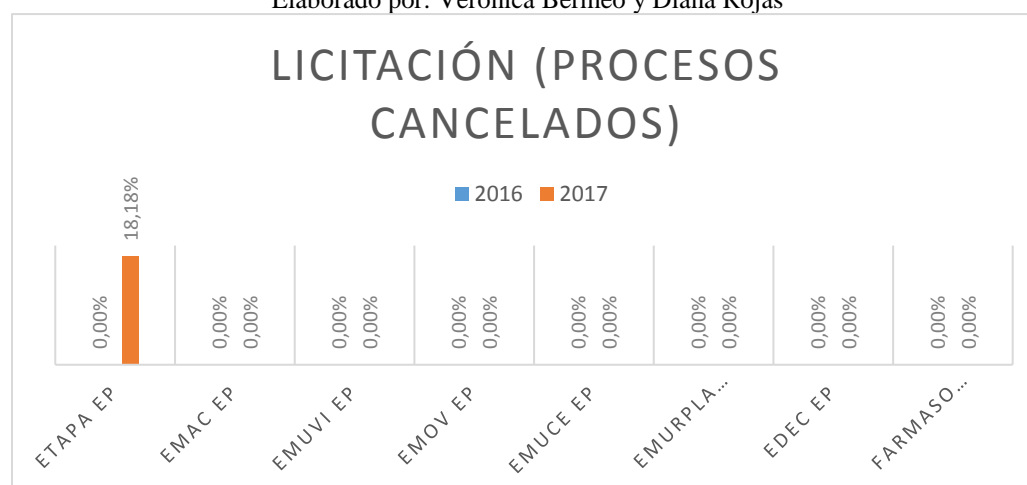 Elaborado por: Verónica Bermeo y Diana Rojas
LICITACIÓN (PROCESOS
CANCELADOS)
2016 2017
0,00% 18,18% 0,00% 0,00% 0,00% 0,00% 0,00% 0,00% 0,00% 0,00% 0,00% 0,00% 0,00% 0,00% 0,00% 0,00%
ETAPA EP
EMAC EP
EMUVI EP
EMOV EP
EMUCE EP
EMURPLA…
EDEC EP
FARMASO…